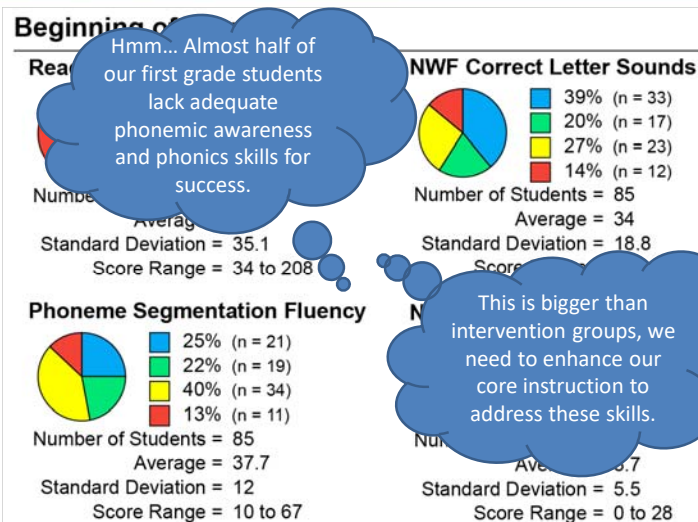 Beginning of
Hmm... Almost half of
our first grade students
lack adequate
phonemic awareness
and phonics skills for
success.
Standard Deviation = 35.1
Score Range = 34 to 208
NWF Correct Letter Sounds
39% (n = 33)
20% (n = 17)
27% (n = 23)
14% (n = 12)
Number of Students = 85
Average = 34
Standard Deviation = 18.8
Phoneme Segmentation Fluency
25% (n = 21)
22% (n = 19)
40% (n = 34)
13% (n = 11)
Number of Students = 85
Average = 37.7
Standard Deviation = 12
Score Range = 10 to 67
This is bigger than
intervention groups, we
need to enhance our
core instruction to
address these skills.
Standard Deviation = 5.5
Score Range = 0 to 28